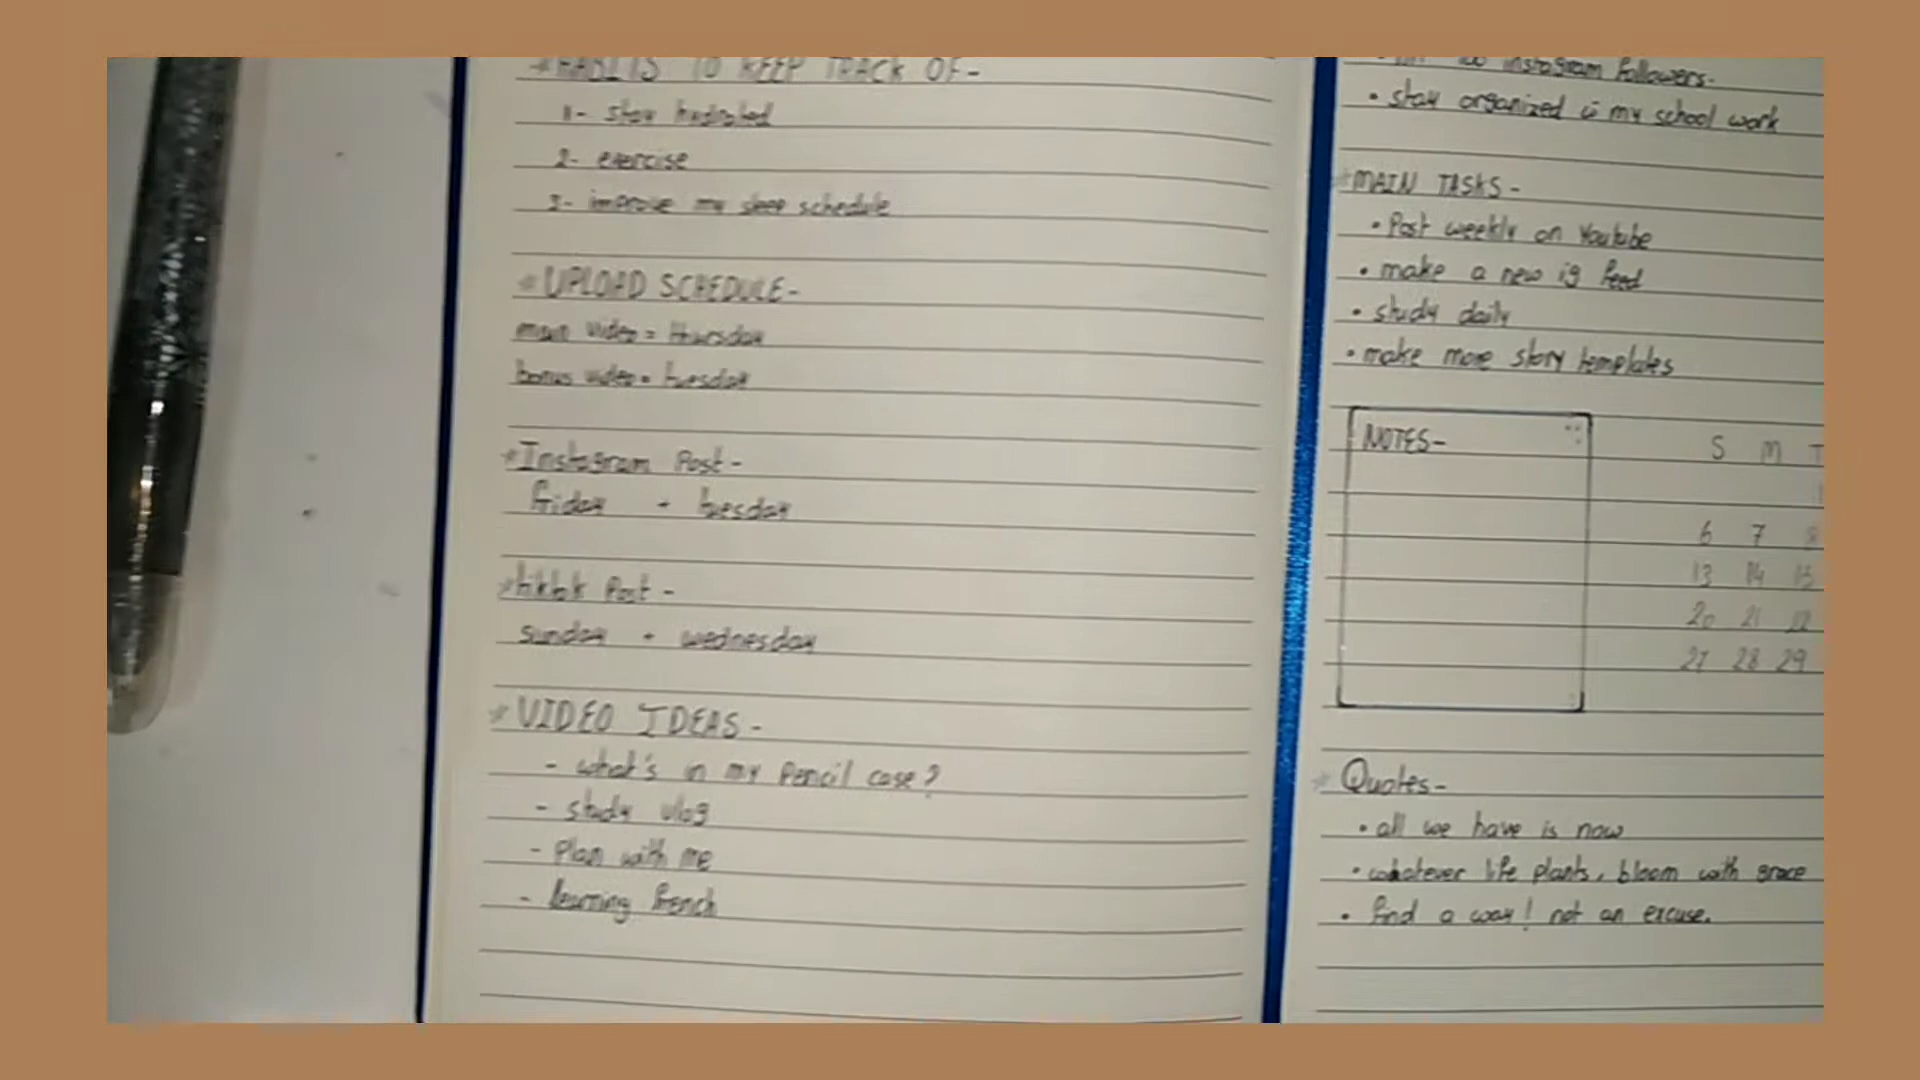 *HABITS TO KEEP TRACK OF-
1- stay hydrated
2- exercise
3- improve my sleep schedule
*UPLOAD SCHEDULE-
main video = thursday
bonus video = tuesday
*Instagram Post-
friday + tuesday
*tiktok Post-
sunday + wednesday
*VIDEO IDEAS-
- what's in my Pencil case?
- study vlog
- Plan with me
- learning french
instagram followers.
• stay organized my school work
*MAIN TASKS-
• Post weekly on Youtube
• make a new ig feed
• study daily
• make more story templates
NOTES-
S M T
6 7 8
13 14 15
20 21 22
27 28 29
* Quotes-
• all we have is now
• whatever life plants, bloom with grace
• find a way! not an excuse.